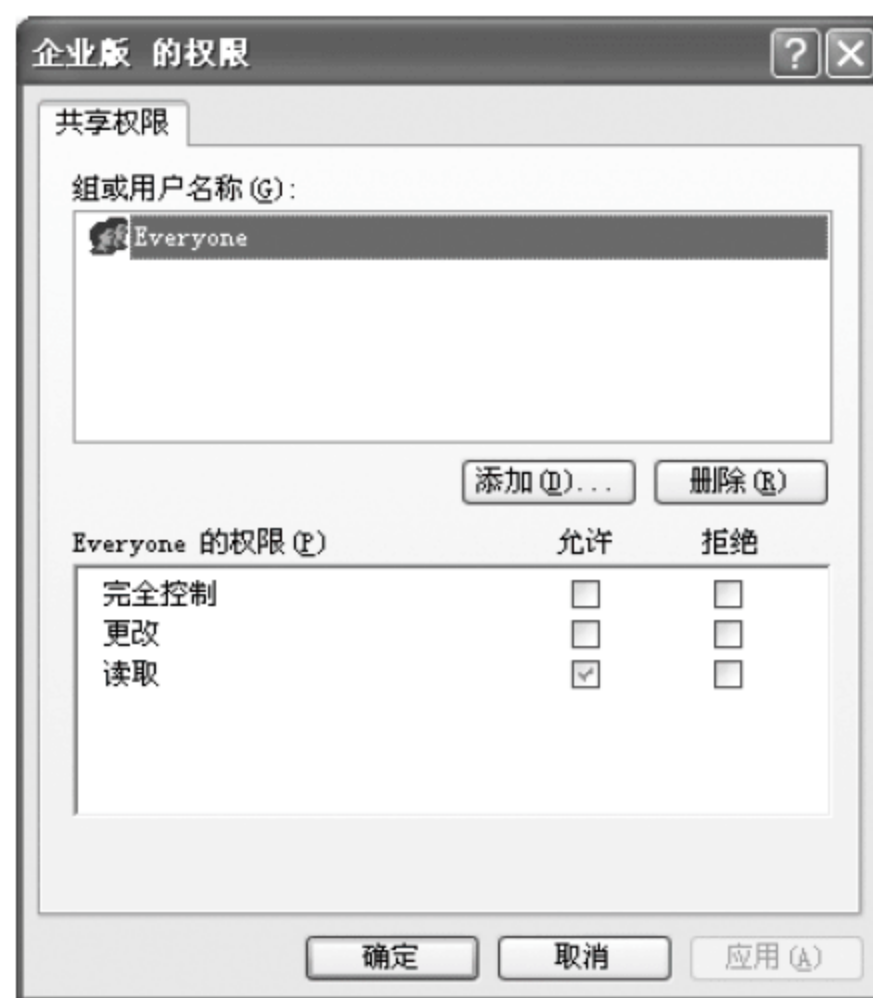 企业版 的权限
共享权限
组或用户名称(G):
Everyone
添加(D)... 删除(R)
Everyone 的权限(P) 允许 拒绝
完全控制
更改
读取
确定 取消 应用(A)